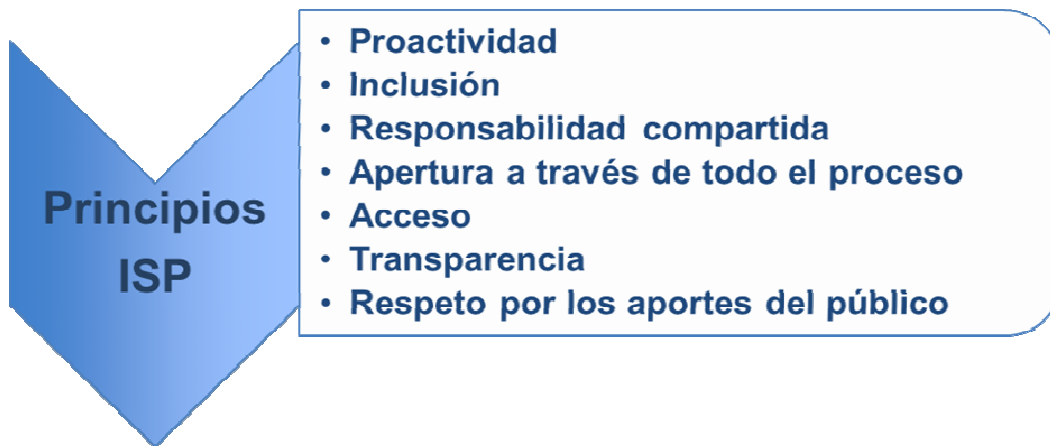 Principios
ISP
• Proactividad
• Inclusión
• Responsabilidad compartida
• Apertura a través de todo el proceso
• Acceso
• Transparencia
• Respeto por los aportes del público